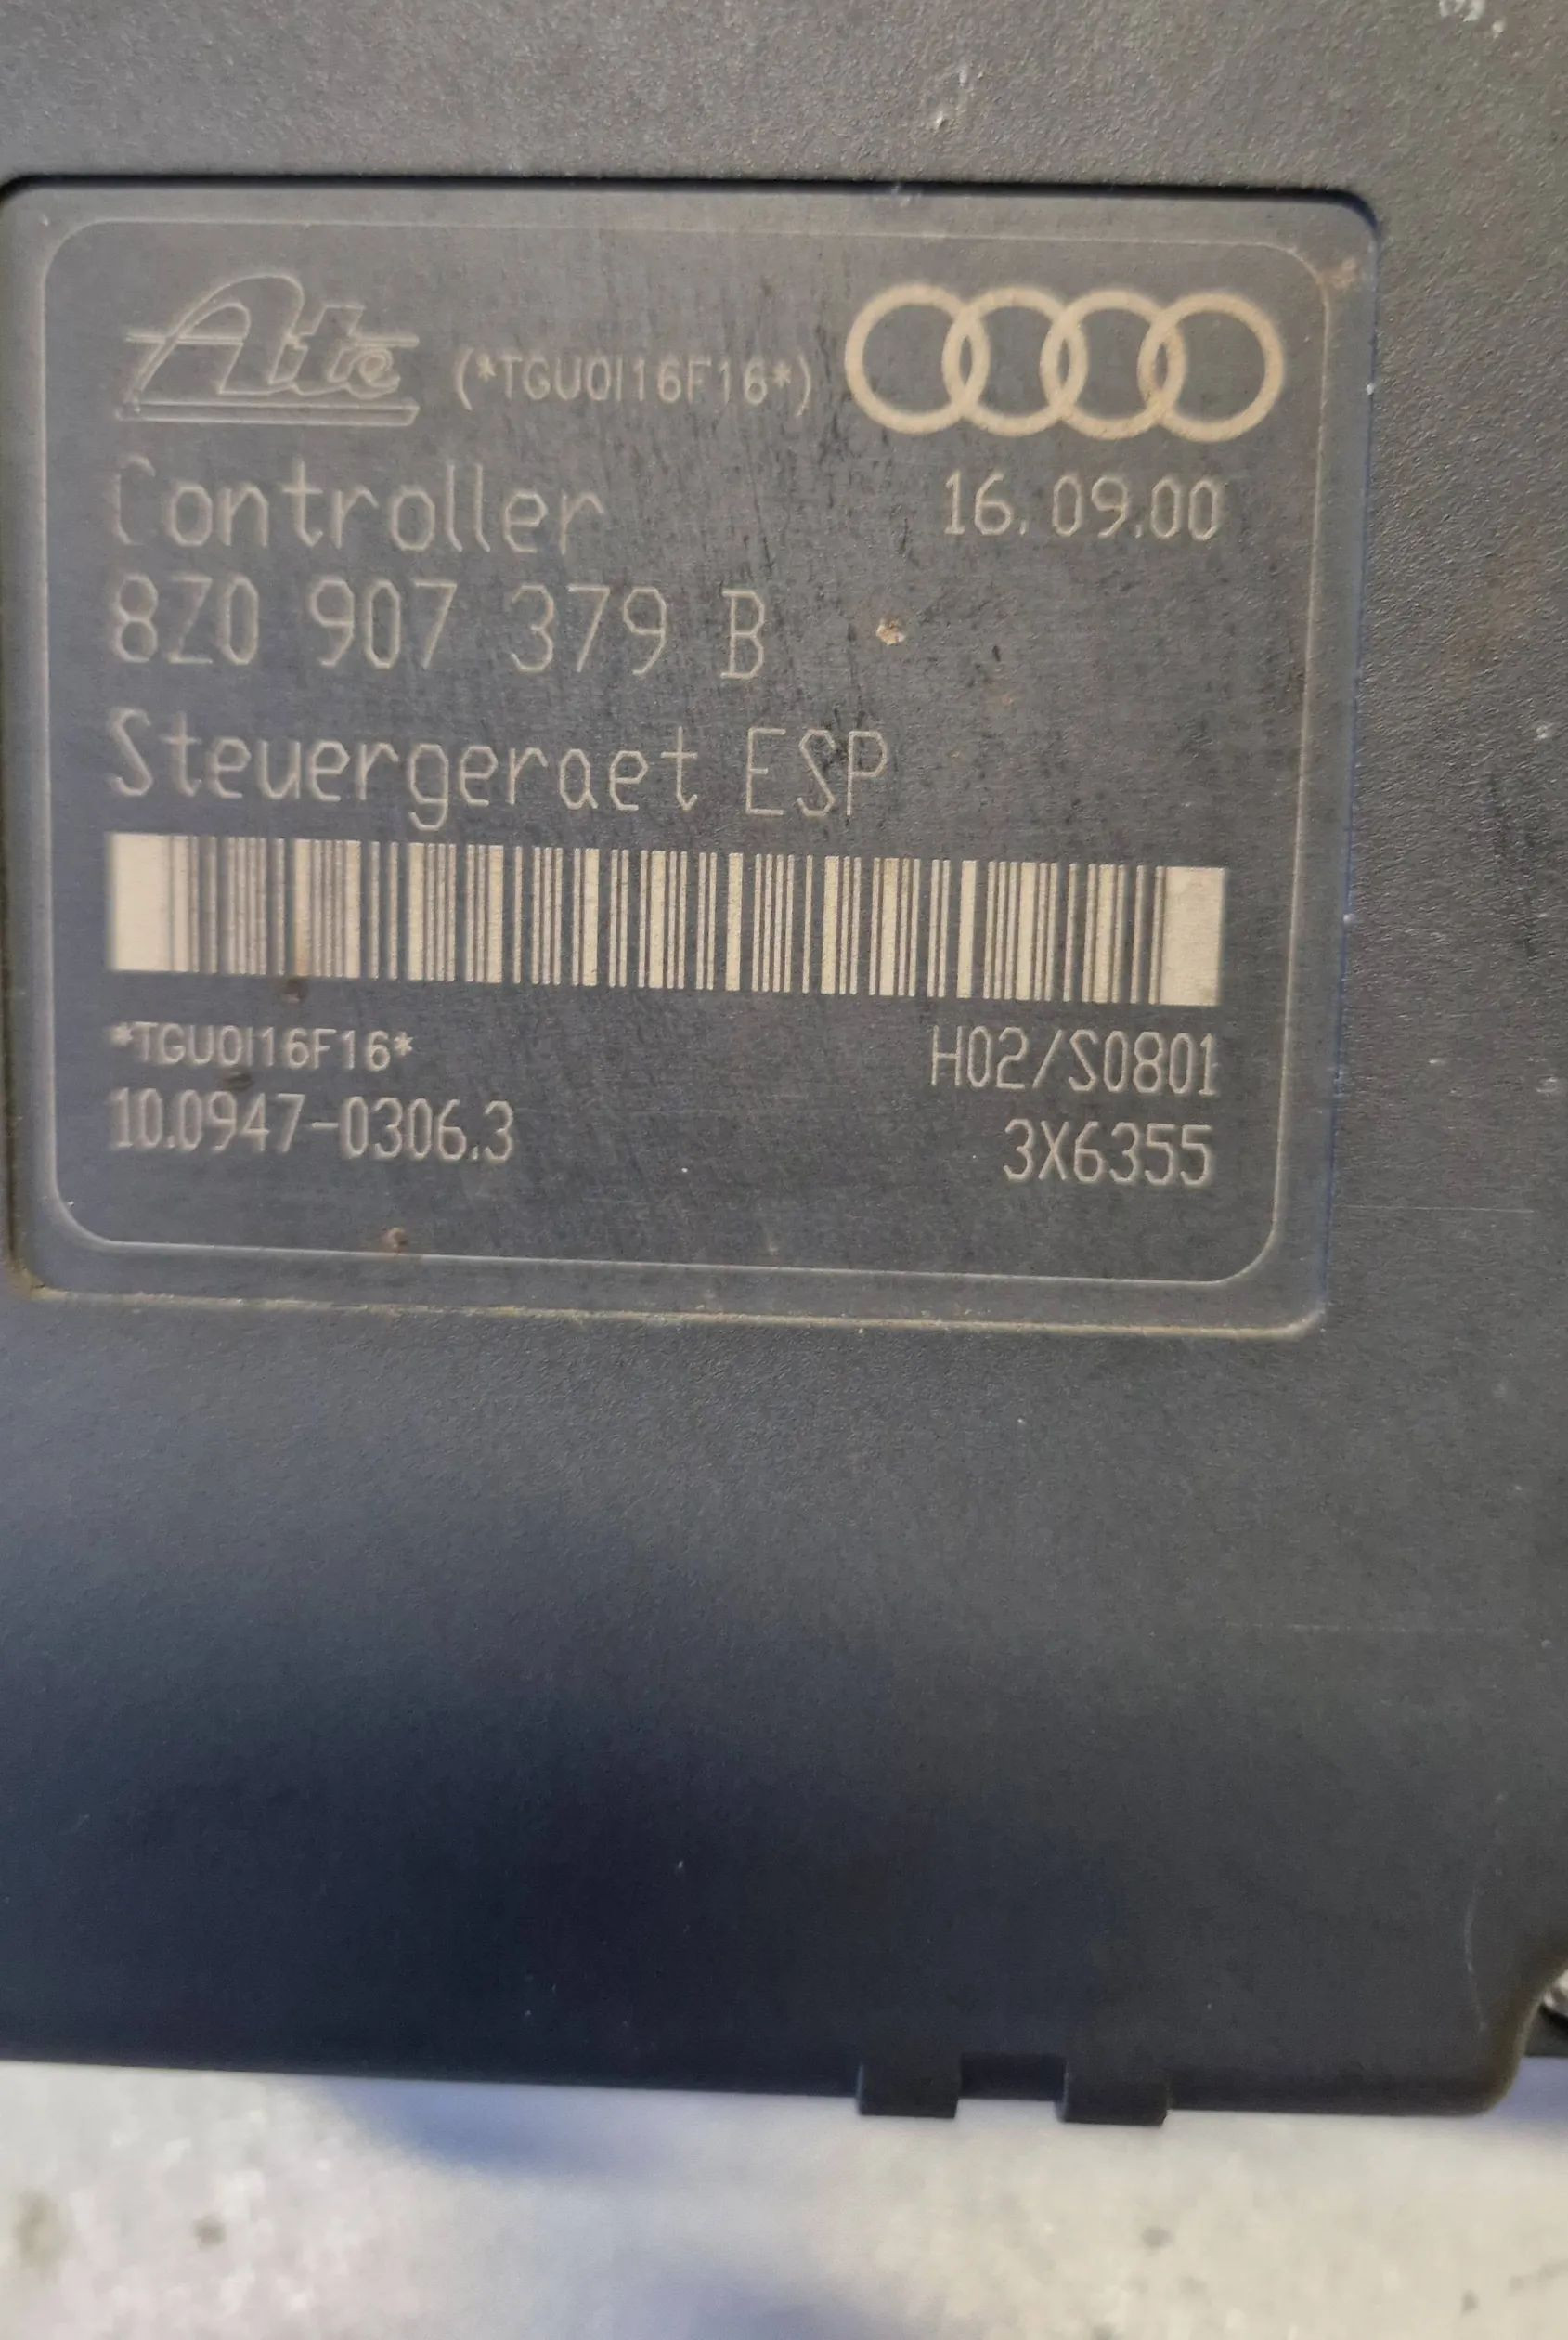 Ate (*TGU0I16F16*)
Controller 16.09.00
8Z0 907 379 B
Steuergeraet ESP
*TGU0I16F16* H02/S0801
10.0947-0306.3 3X6355